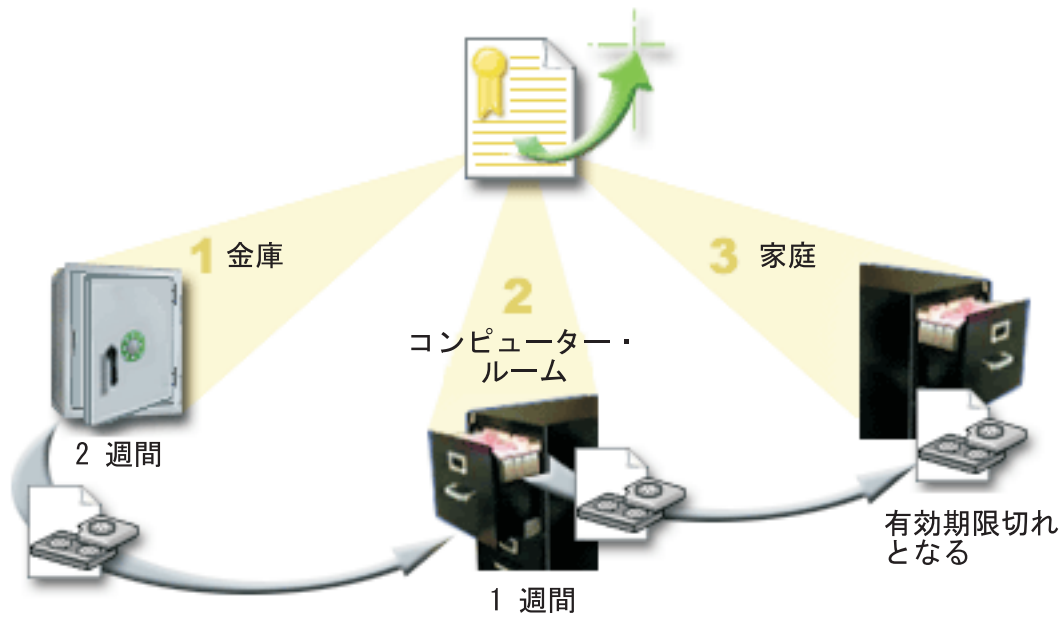 1 金庫
2
コンピューター・
ルーム
3 家庭
2 週間
1 週間
有効期限切れ
となる